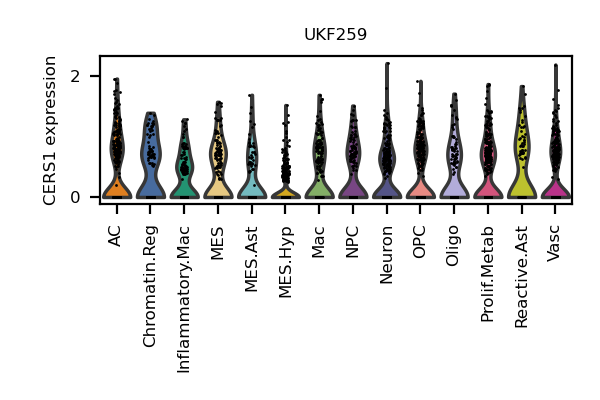 UKF259
CERS1 expression
2
0
AC
Chromatin.Reg
Inflammatory.Mac
MES
MES.Ast
MES.Hyp
Mac
NPC
Neuron
OPC
Oligo
Prolif.Metab
Reactive.Ast
Vasc